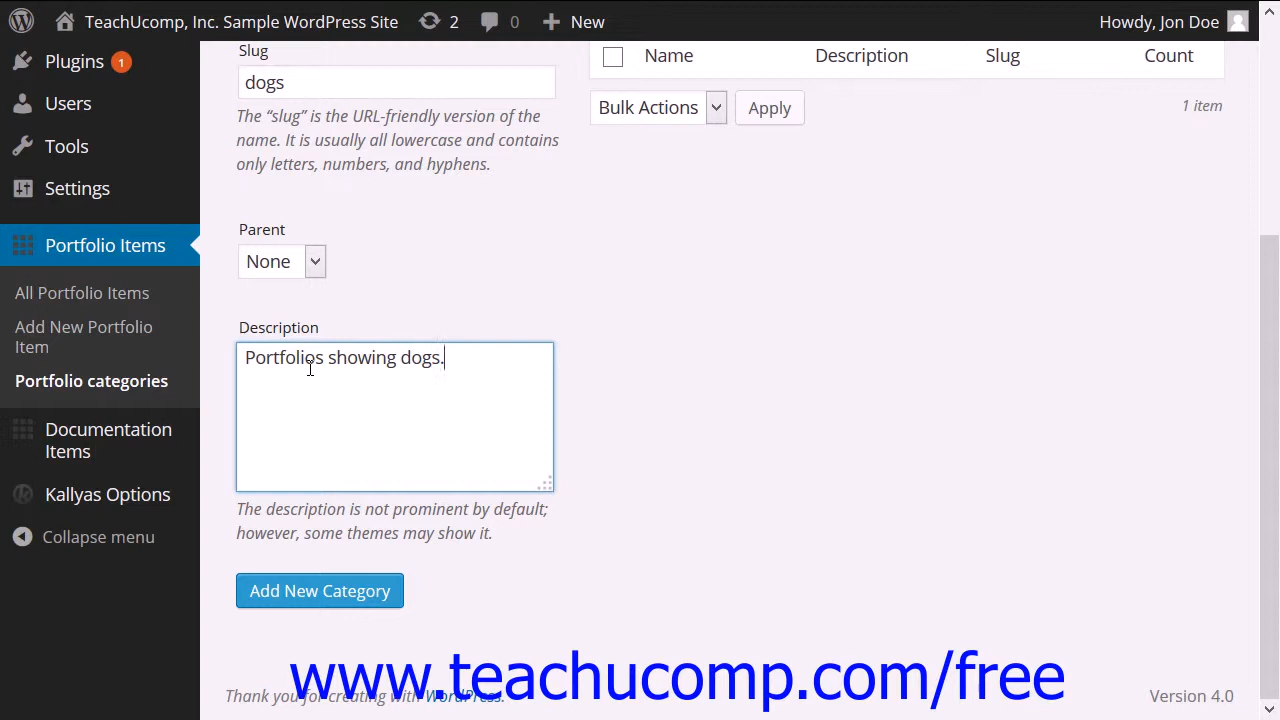 TeachUcomp, Inc. Sample WordPress Site 2 0 New Howdy, Jon Doe
Plugins 1
Users
Tools
Settings
Portfolio Items
All Portfolio Items
Add New Portfolio
Item
Portfolio categories
Documentation
Items
Kallyas Options
Collapse menu
Slug
dogs
The “slug” is the URL-friendly version of the
name. It is usually all lowercase and contains
only letters, numbers, and hyphens.
Parent
None
Description
Portfolios showing dogs.
The description is not prominent by default;
however, some themes may show it.
Add New Category
Name Description Slug Count
Bulk Actions Apply 1 item
www.teachucomp.com/free
Thank you for creating with WordPress. Version 4.0